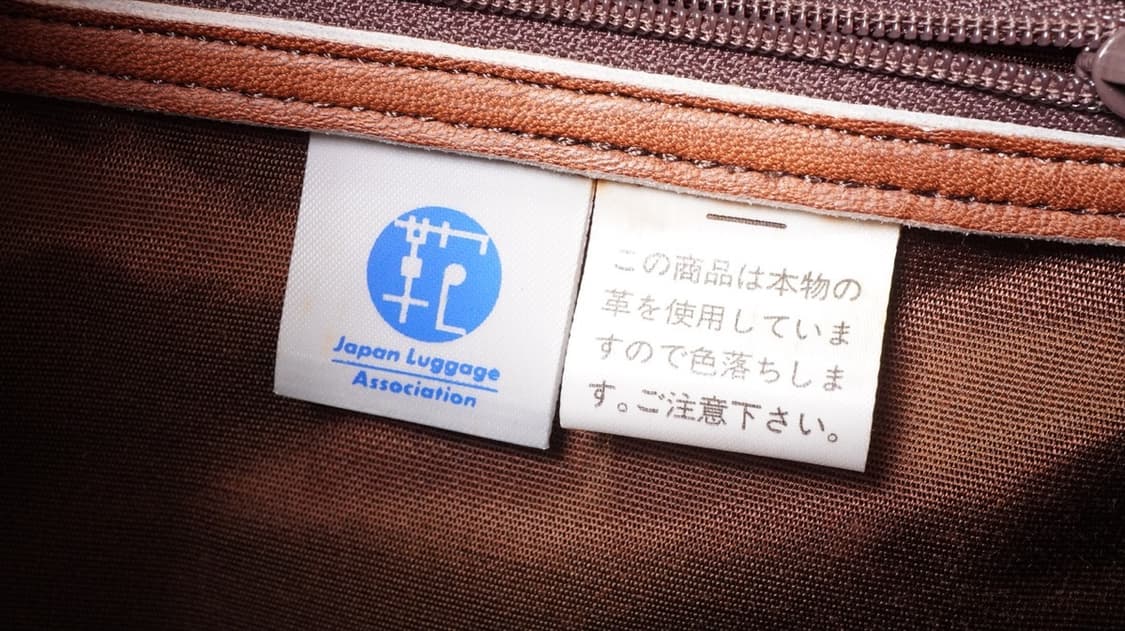 Japan Luggage
Association
この商品は本物の
革を使用していま
すので色落ちしま
す。ご注意下さい。